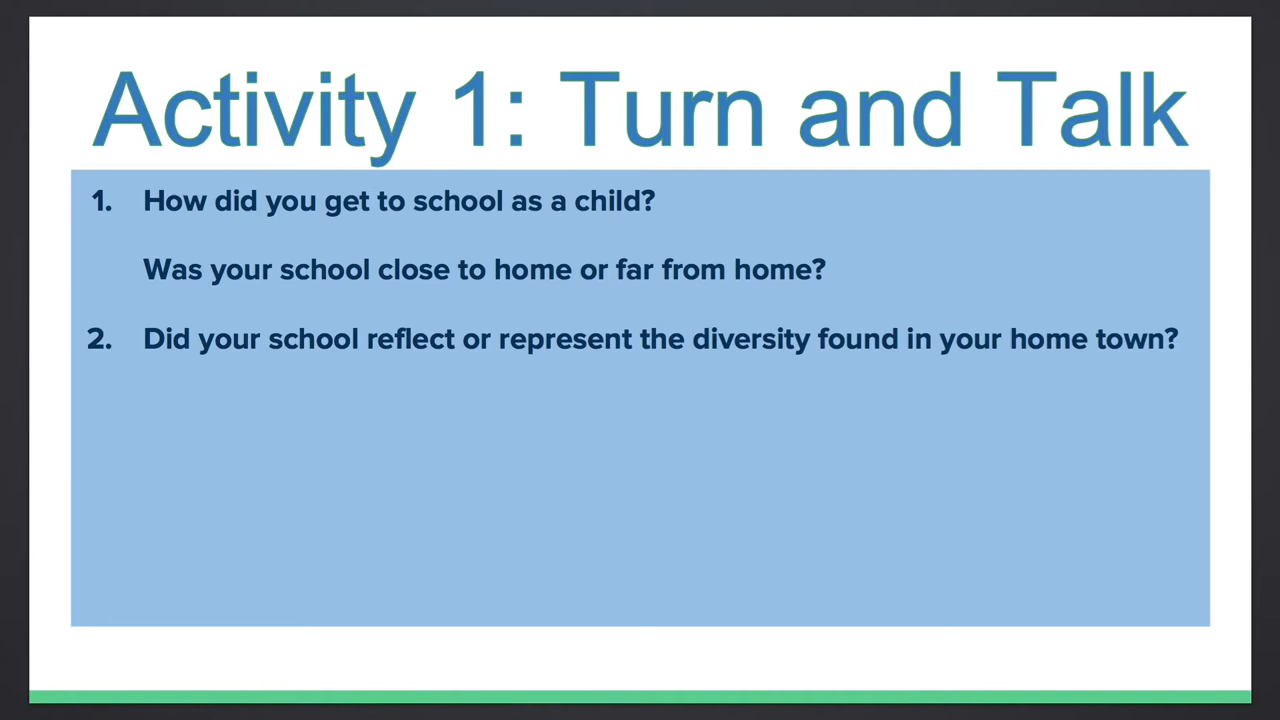 Activity 1: Turn and Talk
1. How did you get to school as a child?
Was your school close to home or far from home?
2. Did your school reflect or represent the diversity found in your home town?